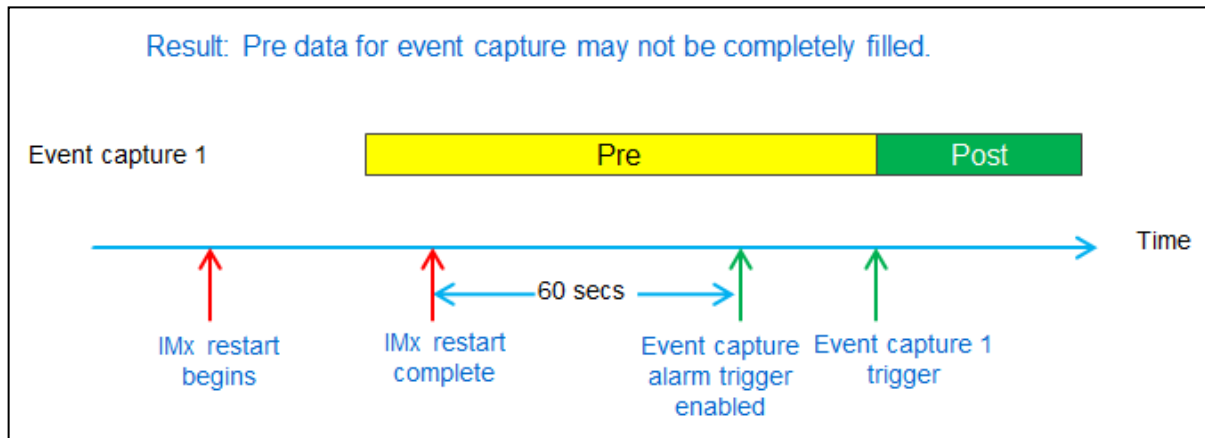 Result: Pre data for event capture may not be completely filled.
Event capture 1
Pre
Post
Time
60 secs
IMx restart
begins
IMx restart
complete
Event capture
alarm trigger
enabled
Event capture 1
trigger